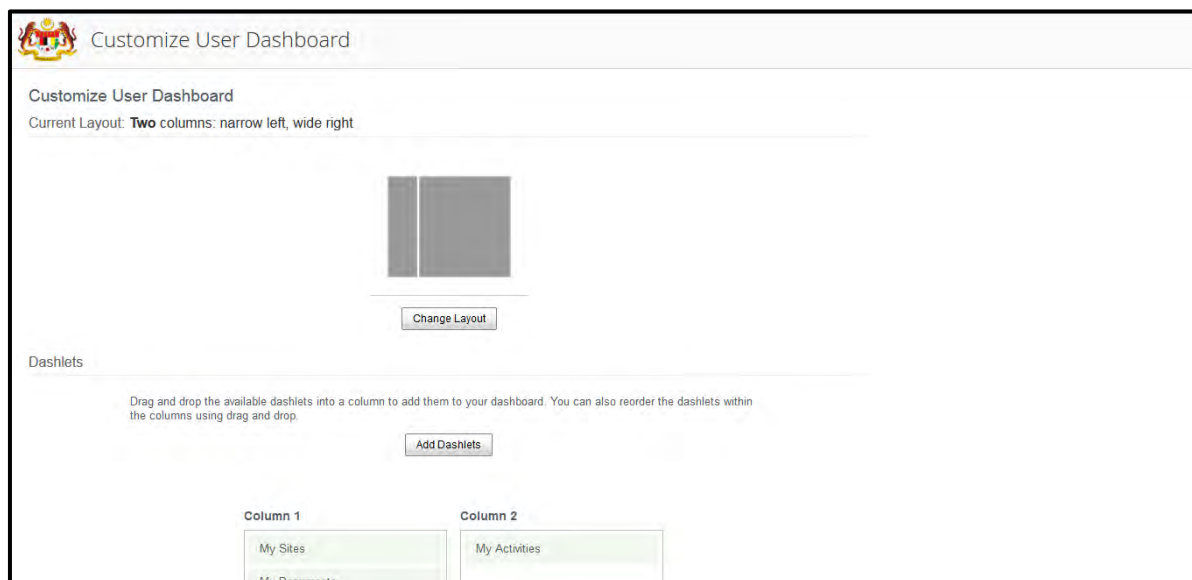 Customize User Dashboard
Customize User Dashboard
Current Layout: Two columns: narrow left, wide right
Change Layout
Dashlets
Drag and drop the available dashlets into a column to add them to your dashboard. You can also reorder the dashlets within
the columns using drag and drop.
Add Dashlets
Column 1
Column 2
My Sites
My Activities